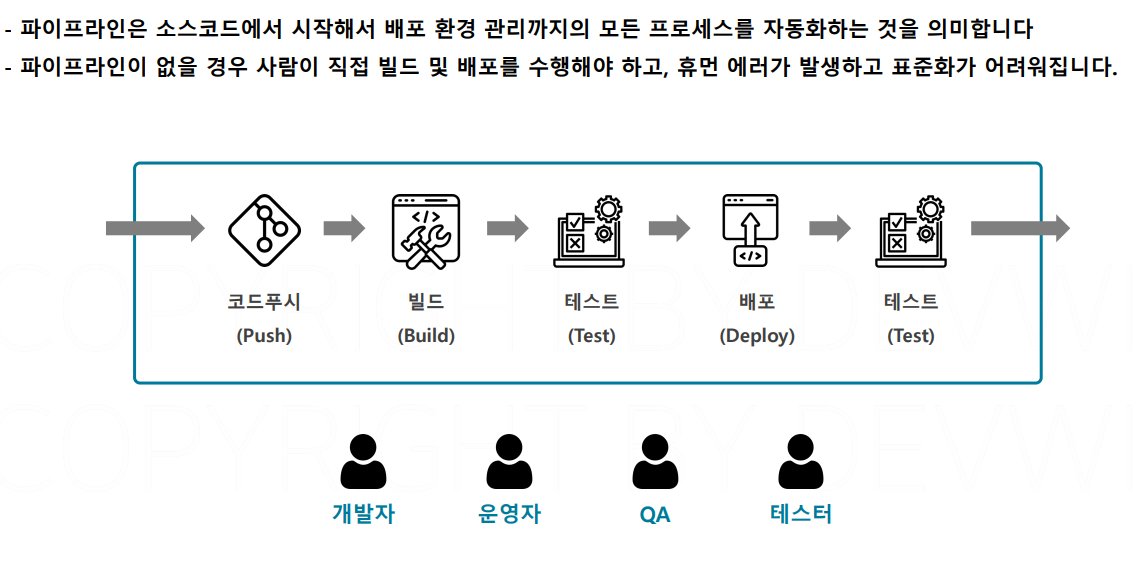 - 파이프라인은 소스코드에서 시작해서 배포 환경 관리까지의 모든 프로세스를 자동화하는 것을 의미합니다
- 파이프라인이 없을 경우 사람이 직접 빌드 및 배포를 수행해야 하고, 휴먼 에러가 발생하고 표준화가 어려워집니다.
코드푸시 빌드 테스트 배포 테스트
(Push) (Build) (Test) (Deploy) (Test)
개발자 운영자 QA 테스터
COPYRIGHT BY
COPYRIGHT BY